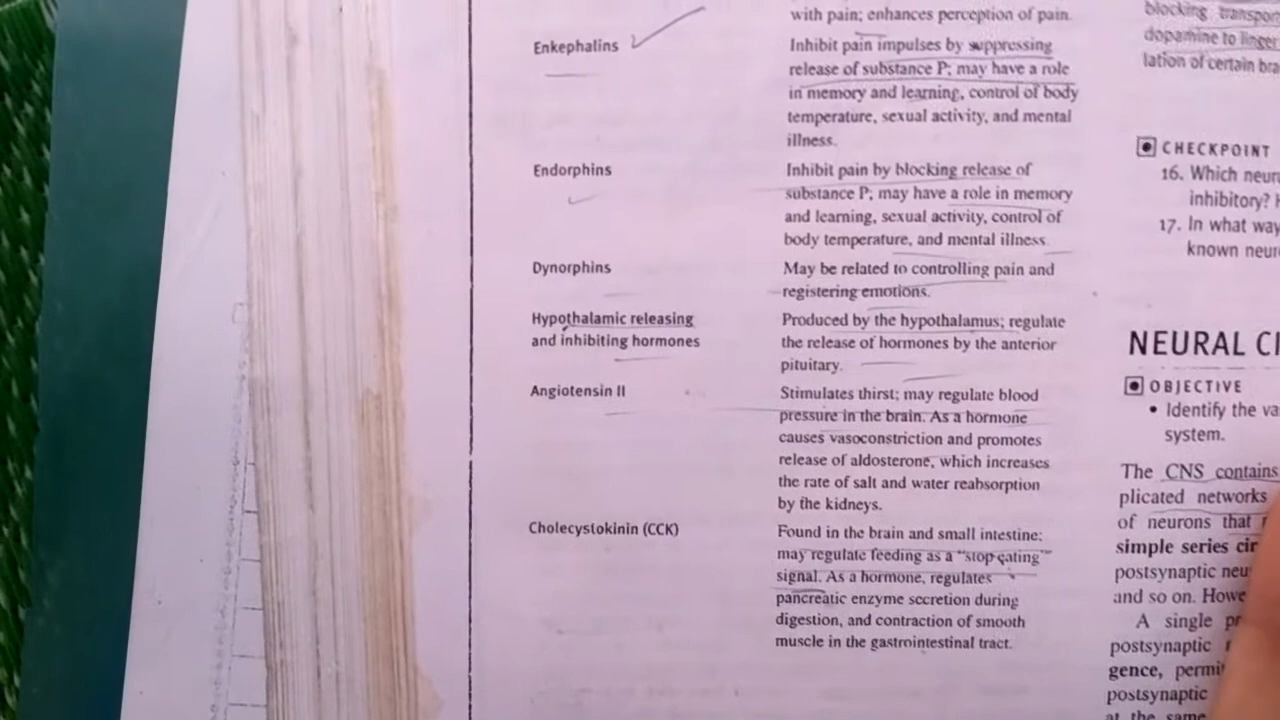 with pain; enhances perception of pain.
Enkephalins
Inhibit pain impulses by suppressing
release of substance P; may have a role
in memory and learning, control of body
temperature, sexual activity, and mental
illness.
Endorphins
Inhibit pain by blocking release of
substance P; may have a role in memory
and learning, sexual activity, control of
body temperature, and mental illness.
Dynorphins
May be related to controlling pain and
registering emotions.
Hypothalamic releasing
and inhibiting hormones
Produced by the hypothalamus; regulate
the release of hormones by the anterior
pituitary.
Angiotensin II
Stimulates thirst; may regulate blood
pressure in the brain. As a hormone
causes vasoconstriction and promotes
release of aldosterone, which increases
the rate of salt and water reabsorption
by the kidneys.
Cholecystokinin (CCK)
Found in the brain and small intestine;
may regulate feeding as a "stop eating"
signal. As a hormone, regulates
pancreatic enzyme secretion during
digestion, and contraction of smooth
muscle in the gastrointestinal tract.
blocking
dopamine to linger
lation of certain
CHECKPOINT
16. Which
inhibitory?
17. In what way
known
NEURAL
OBJECTIVE
• Identify the
system.
The CNS contains
plicated networks
of neurons that
simple series
postsynaptic
and so on.
A single
postsynaptic
postsynaptic
at the same